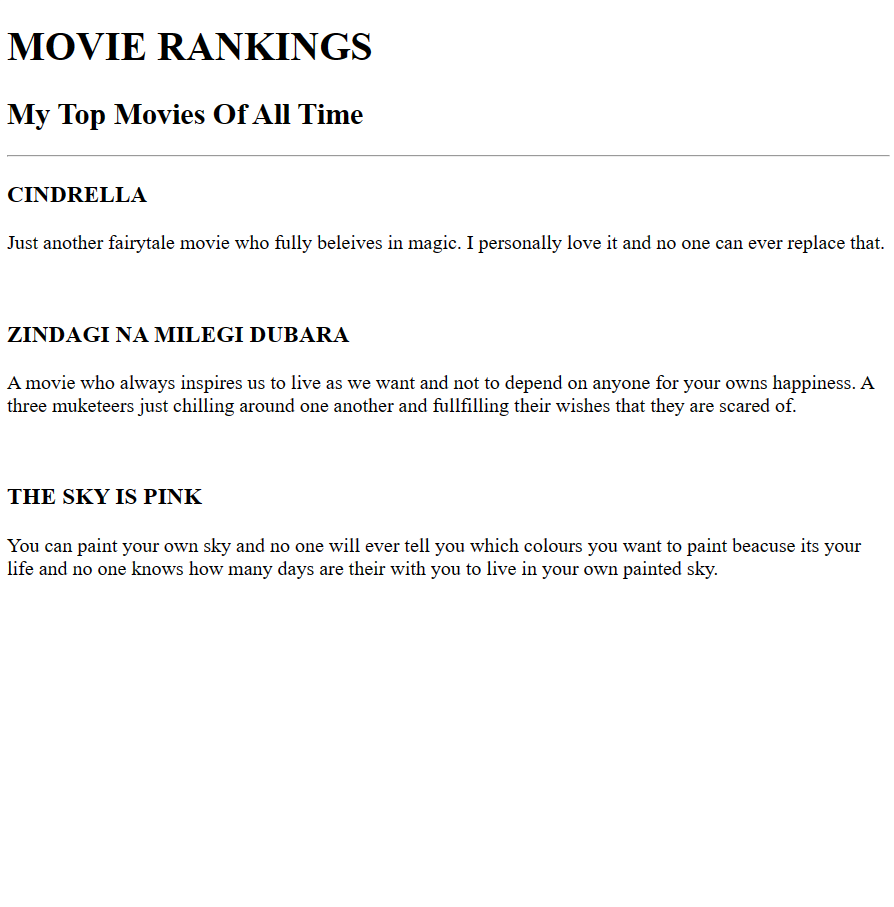 MOVIE RANKINGS
My Top Movies Of All Time
CINDRELLA
Just another fairytale movie who fully beleives in magic. I personally love it and no one can ever replace that.
ZINDAGI NA MILEGI DUBARA
A movie who always inspires us to live as we want and not to depend on anyone for your owns happiness. A
three muketeers just chilling around one another and fullfilling their wishes that they are scared of.
THE SKY IS PINK
You can paint your own sky and no one will ever tell you which colours you want to paint beacuse its your
life and no one knows how many days are their with you to live in your own painted sky.